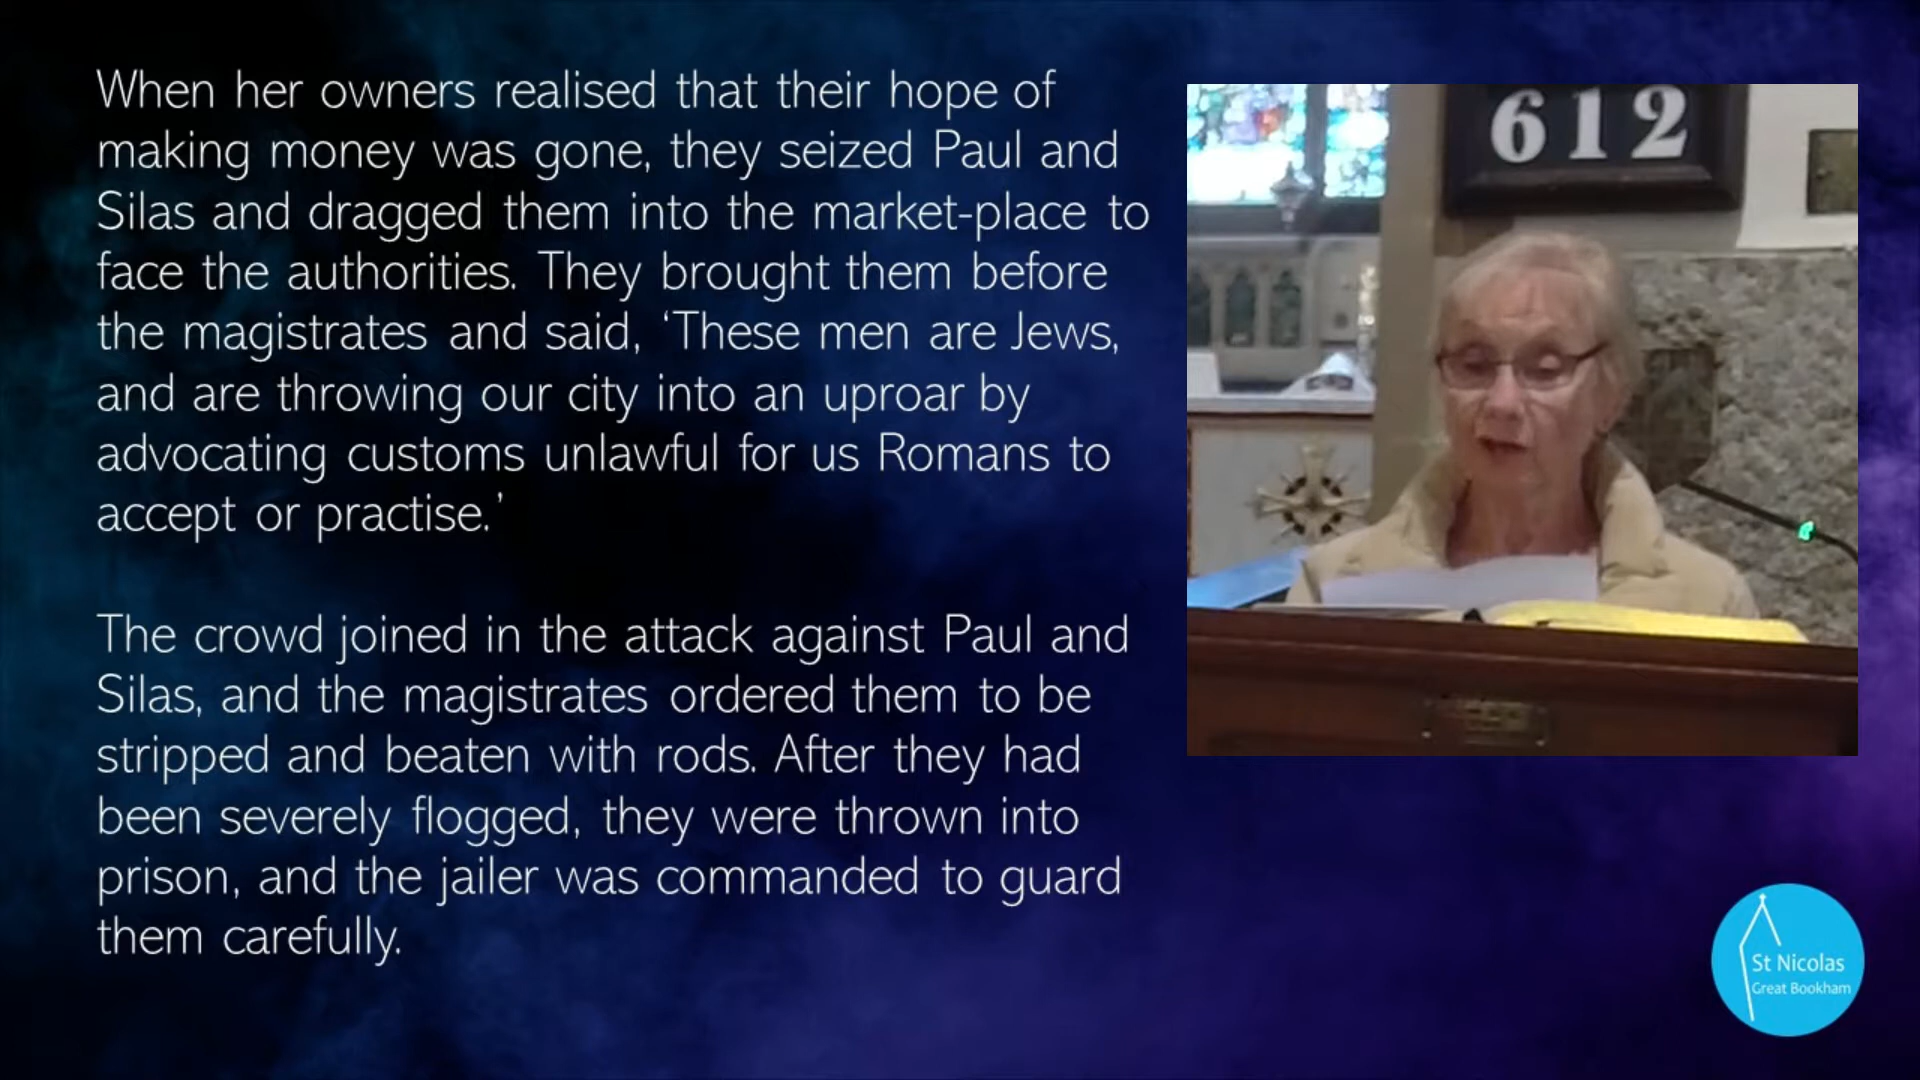 When her owners realised that their hope of
making money was gone, they seized Paul and
Silas and dragged them into the market-place to
face the authorities. They brought them before
the magistrates and said, ‘These men are Jews,
and are throwing our city into an uproar by
advocating customs unlawful for us Romans to
accept or practise.’
The crowd joined in the attack against Paul and
Silas, and the magistrates ordered them to be
stripped and beaten with rods. After they had
been severely flogged, they were thrown into
prison, and the jailer was commanded to guard
them carefully.
612
St Nicolas
Great Bookham